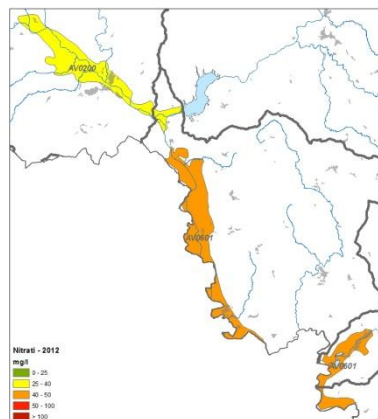 AV0200
AV0601
AV0601
Nitrati - 2012
mg/l
0 - 25
25 - 40
40 - 50
50 - 100
> 100